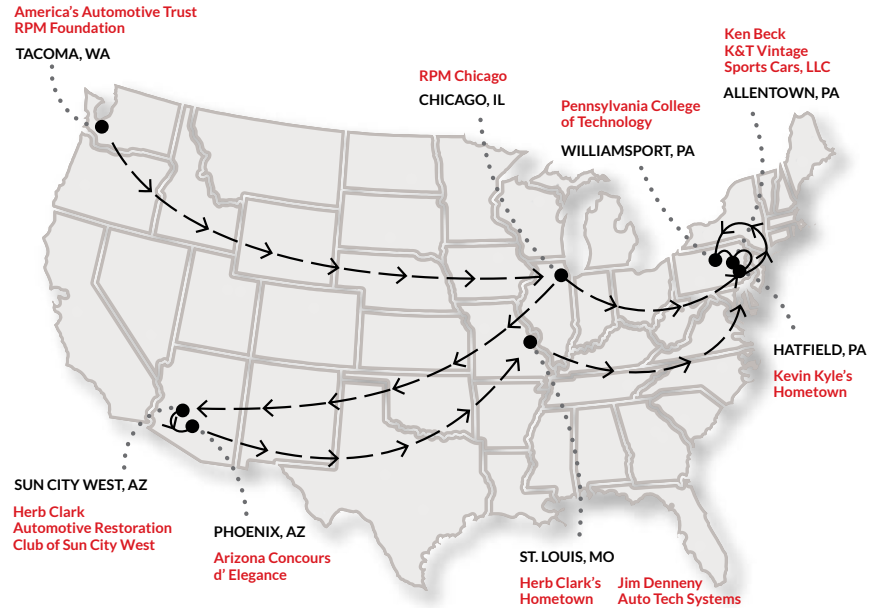 America's Automotive Trust
RPM Foundation
TACOMA, WA
RPM Chicago
CHICAGO, IL
Pennsylvania College
of Technology
WILLIAMSPORT, PA
Ken Beck
K&T Vintage
Sports Cars, LLC
ALLENTOWN, PA
HATFIELD, PA
Kevin Kyle's
Hometown
SUN CITY WEST, AZ
Herb Clark
Automotive Restoration
Club of Sun City West
PHOENIX, AZ
Arizona Concours
d' Elegance
ST. LOUIS, MO
Herb Clark's
Hometown
Jim Denneny
Auto Tech Systems